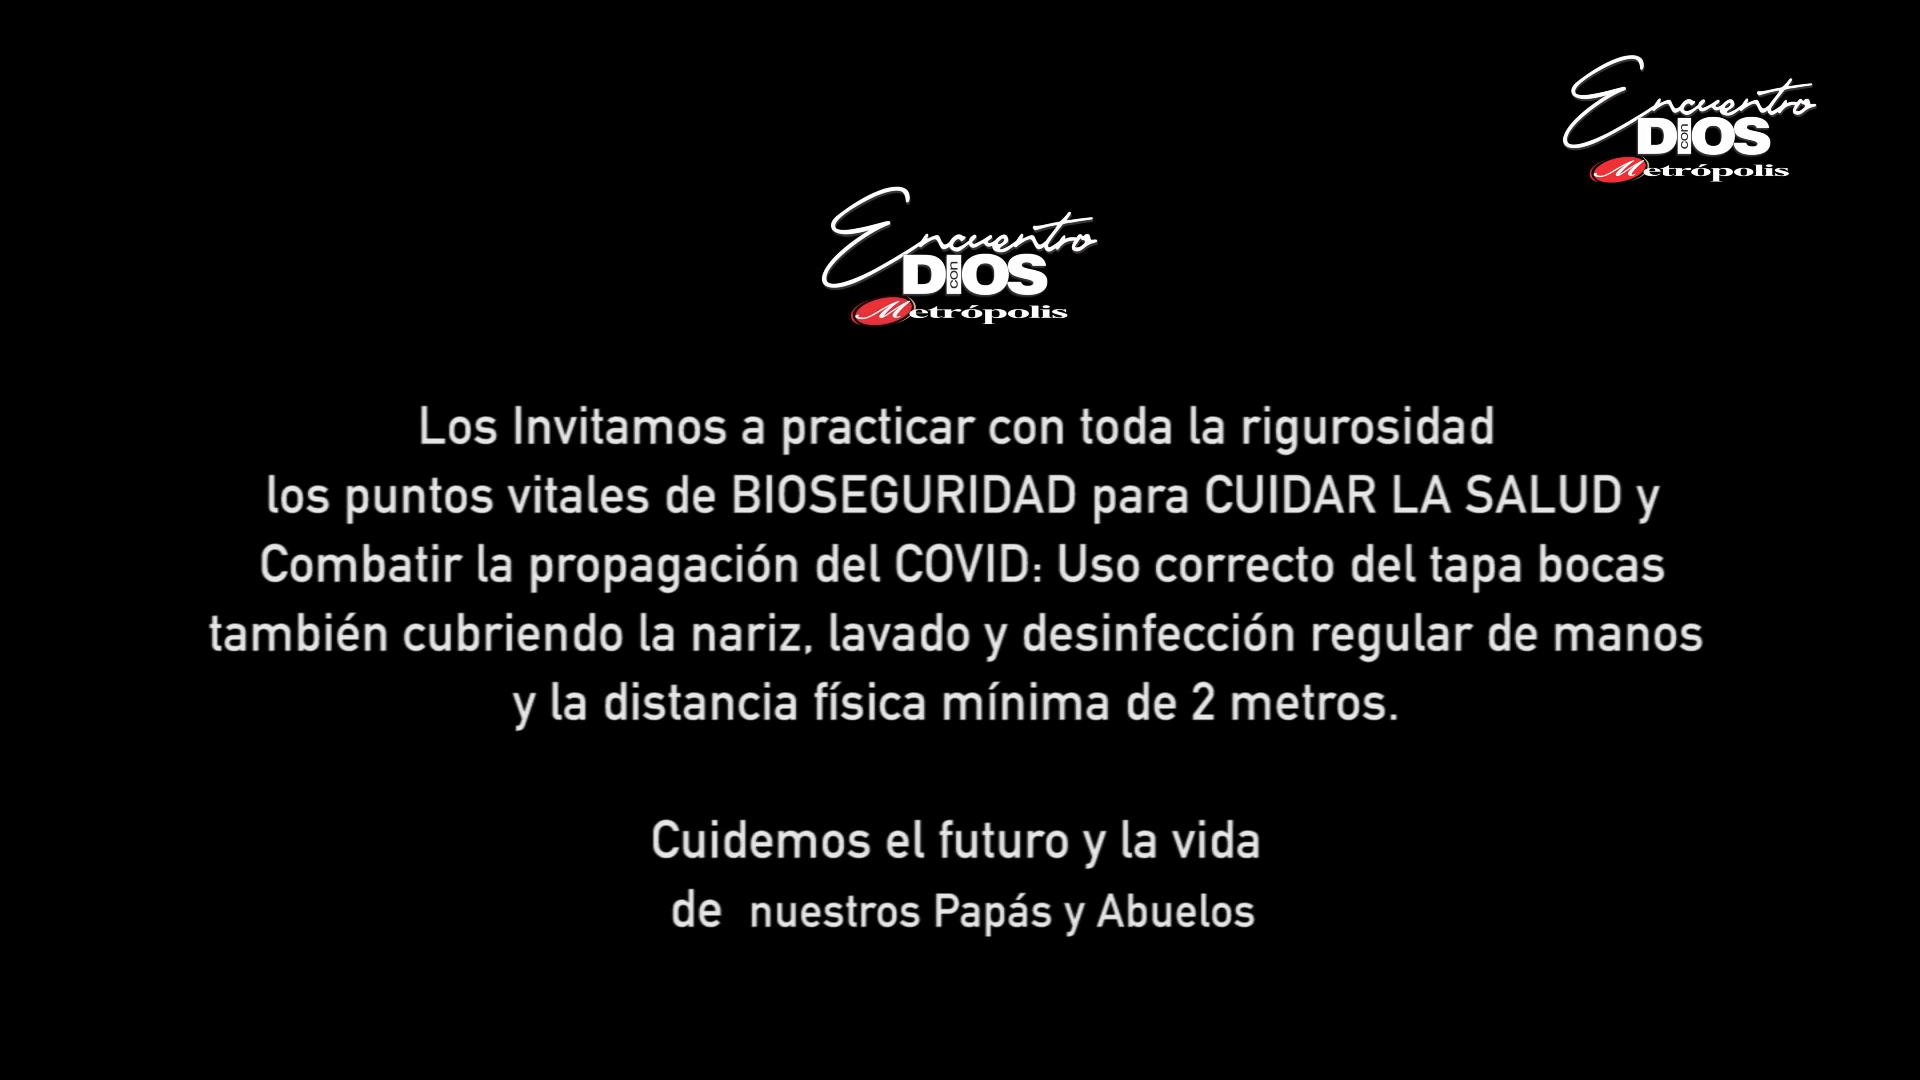 Encuentro
con
DIOS
Metrópolis
Encuentro
con
DIOS
Metrópolis
Los Invitamos a practicar con toda la rigurosidad
los puntos vitales de BIOSEGURIDAD para CUIDAR LA SALUD y
Combatir la propagación del COVID: Uso correcto del tapa bocas
también cubriendo la nariz, lavado y desinfección regular de manos
y la distancia física mínima de 2 metros.
Cuidemos el futuro y la vida
de nuestros Papás y Abuelos